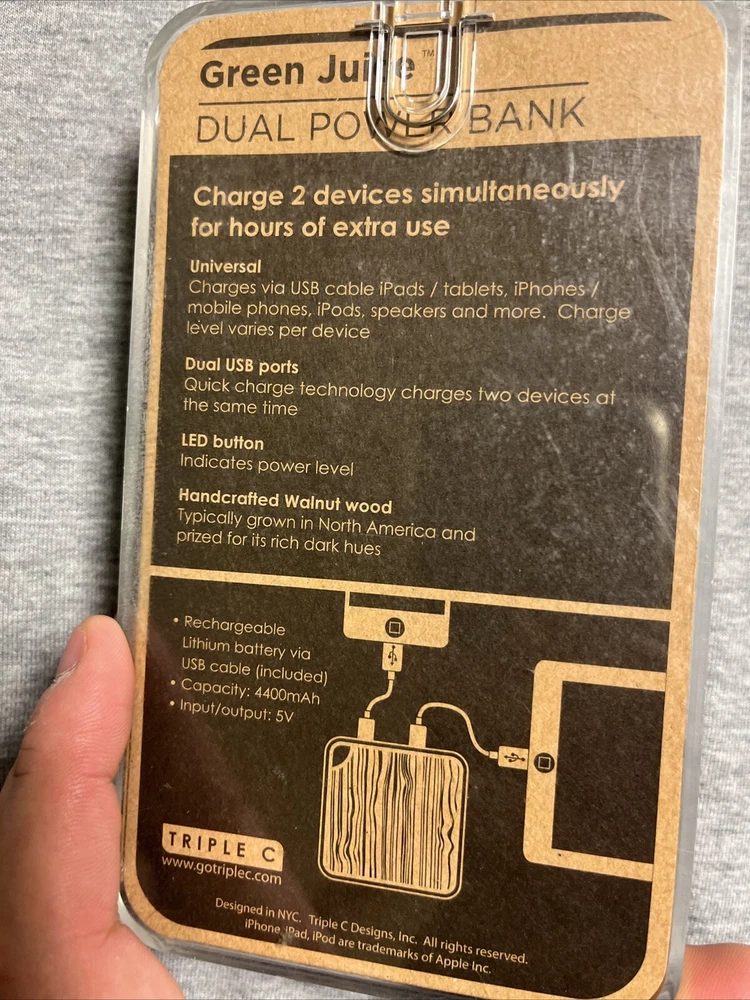 Green Juice™
DUAL POWER BANK
Charge 2 devices simultaneously
for hours of extra use
Universal
Charges via USB cable iPads / tablets, iPhones /
mobile phones, iPods, speakers and more. Charge
level varies per device
Dual USB ports
Quick charge technology charges two devices at
the same time
LED button
Indicates power level
Handcrafted Walnut wood
Typically grown in North America and
prized for its rich dark hues
• Rechargeable
Lithium battery via
USB cable (included)
• Capacity: 4400mAh
• Input/output: 5V
TRIPLE C
www.gotriplec.com
Designed in NYC. Triple C Designs, Inc. All rights reserved.
iPhone, iPad, iPod are trademarks of Apple Inc.